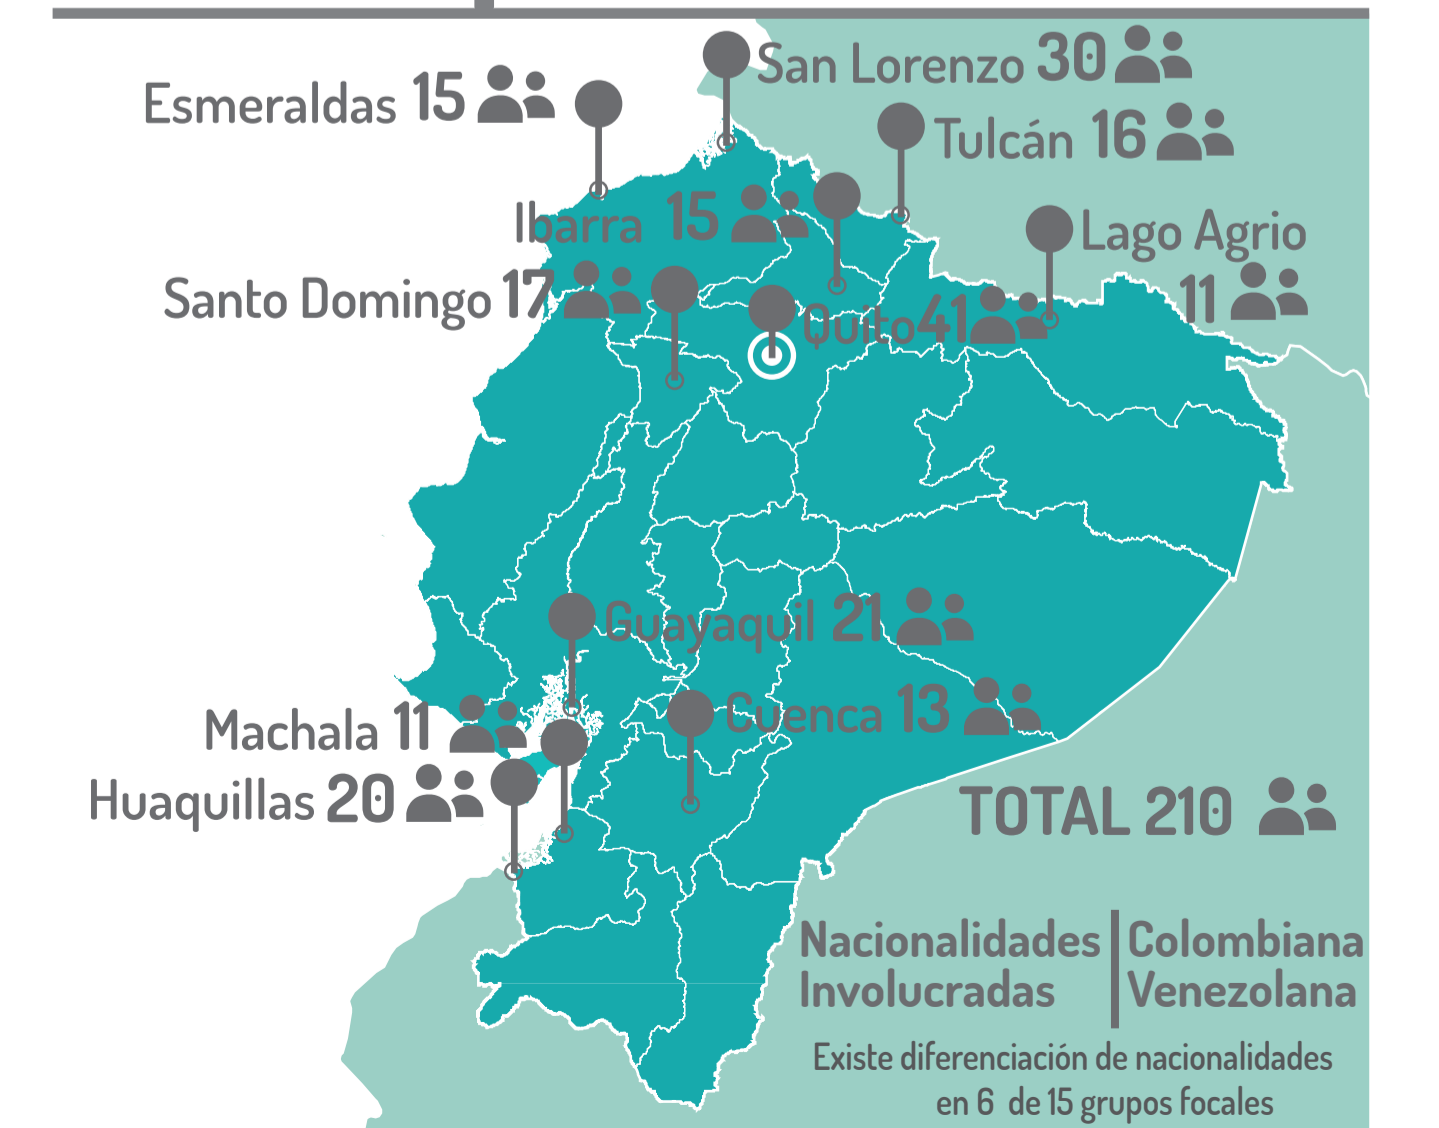 San Lorenzo 30
Esmeraldas 15
Tulcán 16
Ibarra 15
Lago Agrio
11
Santo Domingo 17
Quito 41
Guayaquil 21
Cuenca 13
Machala 11
Huaquillas 20
TOTAL 210
Nacionalidades
Involucradas
Colombiana
Venezolana
Existe diferenciación de nacionalidades
en 6 de 15 grupos focales